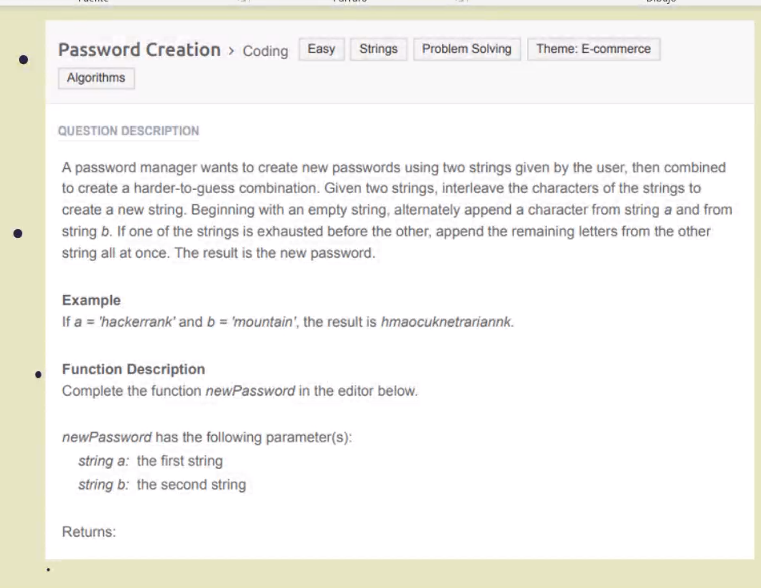 Password Creation › Coding Easy Strings Problem Solving Theme: E-commerce
Algorithms
QUESTION DESCRIPTION
A password manager wants to create new passwords using two strings given by the user, then combined
to create a harder-to-guess combination. Given two strings, interleave the characters of the strings to
create a new string. Beginning with an empty string, alternately append a character from string a and from
string b. If one of the strings is exhausted before the other, append the remaining letters from the other
string all at once. The result is the new password.
Example
If a = 'hackerrank' and b = 'mountain', the result is hmaocuknetrariannk.
Function Description
Complete the function newPassword in the editor below.
newPassword has the following parameter(s):
string a: the first string
string b: the second string
Returns: